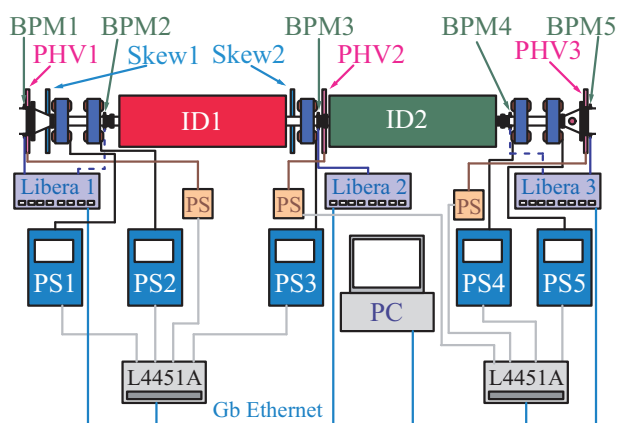 BPM1 BPM2 BPM3 BPM4 BPM5
PHV1 Skew1 Skew2 PHV2 PHV3
ID1 ID2
Libera 1 PS PS Libera 2 PS Libera 3
PS1 PS2 PS3 PC PS4 PS5
L4451A L4451A
Gb Ethernet